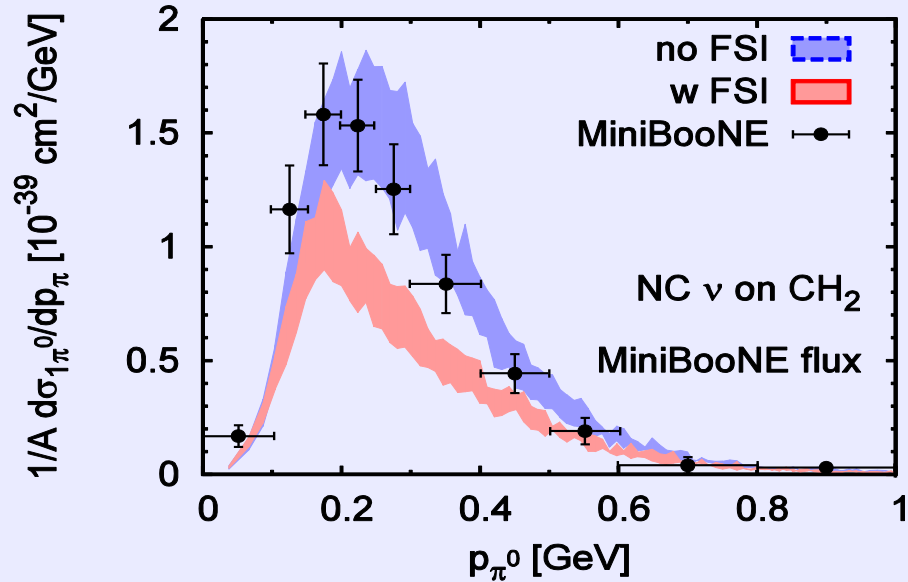 1/A dσ₁π⁰/dpπ [10⁻³⁹ cm²/GeV]
2
1.5
1
0.5
0
no FSI
w FSI
MiniBooNE
NC ν on CH₂
MiniBooNE flux
0 0.2 0.4 0.6 0.8 1
pπ⁰ [GeV]